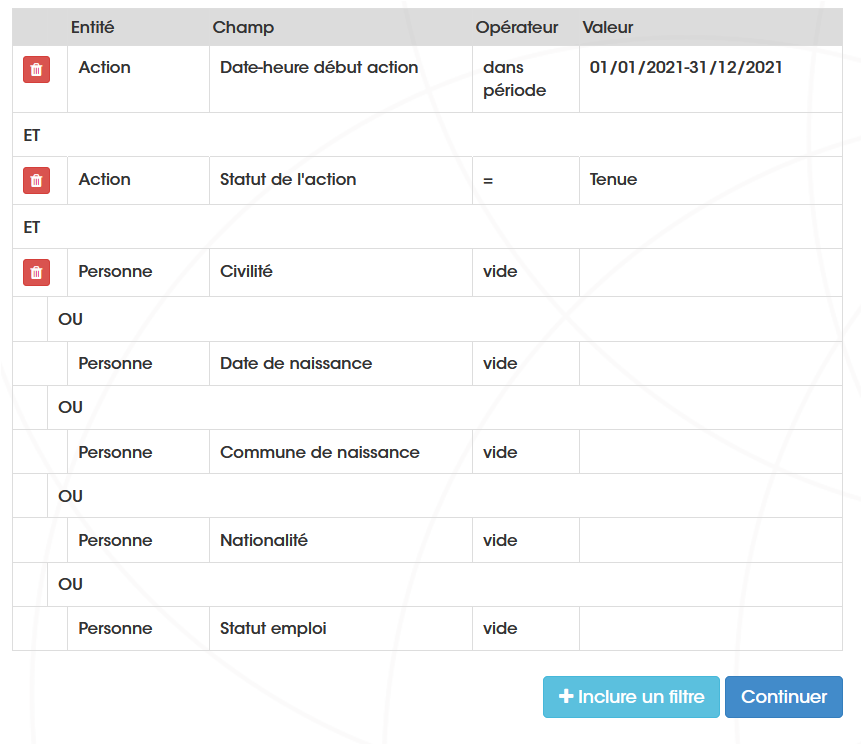 Entité Champ Opérateur Valeur
Action Date-heure début action dans période 01/01/2021-31/12/2021
ET
Action Statut de l'action = Tenue
ET
Personne Civilité vide
OU
Personne Date de naissance vide
OU
Personne Commune de naissance vide
OU
Personne Nationalité vide
OU
Personne Statut emploi vide
+ Inclure un filtre Continuer